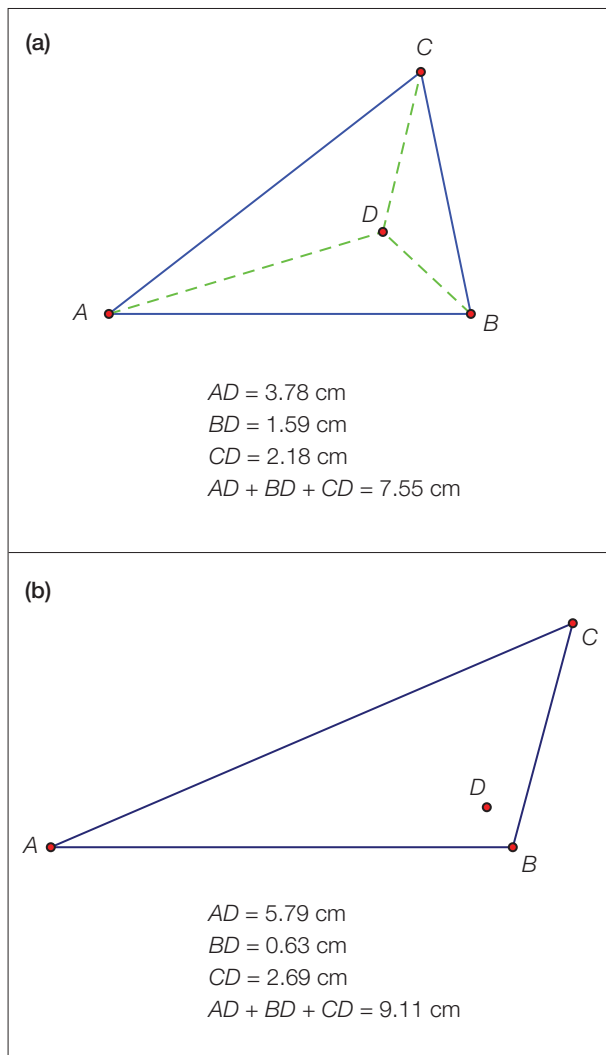 (a)
C
D
A
B
AD = 3.78 cm
BD = 1.59 cm
CD = 2.18 cm
AD + BD + CD = 7.55 cm
(b)
C
D
A
B
AD = 5.79 cm
BD = 0.63 cm
CD = 2.69 cm
AD + BD + CD = 9.11 cm